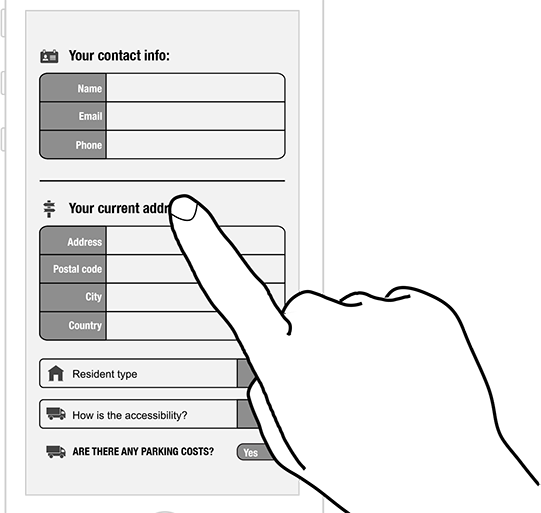 Your contact info:
Name
Email
Phone
Your current addr
Address
Postal code
City
Country
Resident type
How is the accessibility?
ARE THERE ANY PARKING COSTS?
Yes